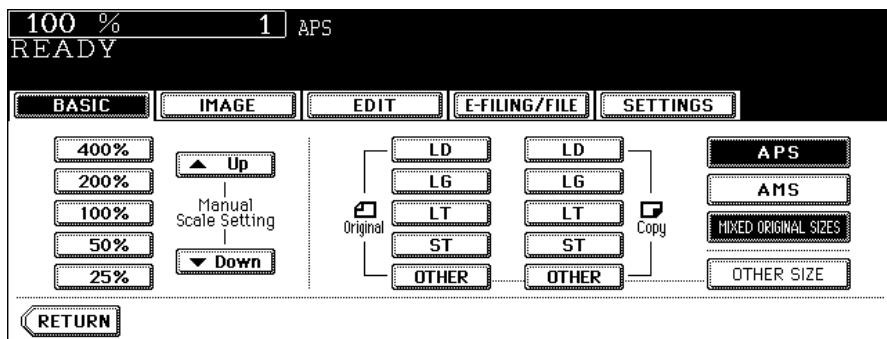 100 % 1 APS
READY
BASIC IMAGE EDIT E-FILING/FILE SETTINGS
400%
200%
100%
50%
25%
▲ Up
Manual
Scale Setting
▼ Down
Original
LD
LG
LT
ST
OTHER
LD
LG
LT
ST
OTHER
Copy
APS
AMS
MIXED ORIGINAL SIZES
OTHER SIZE
RETURN